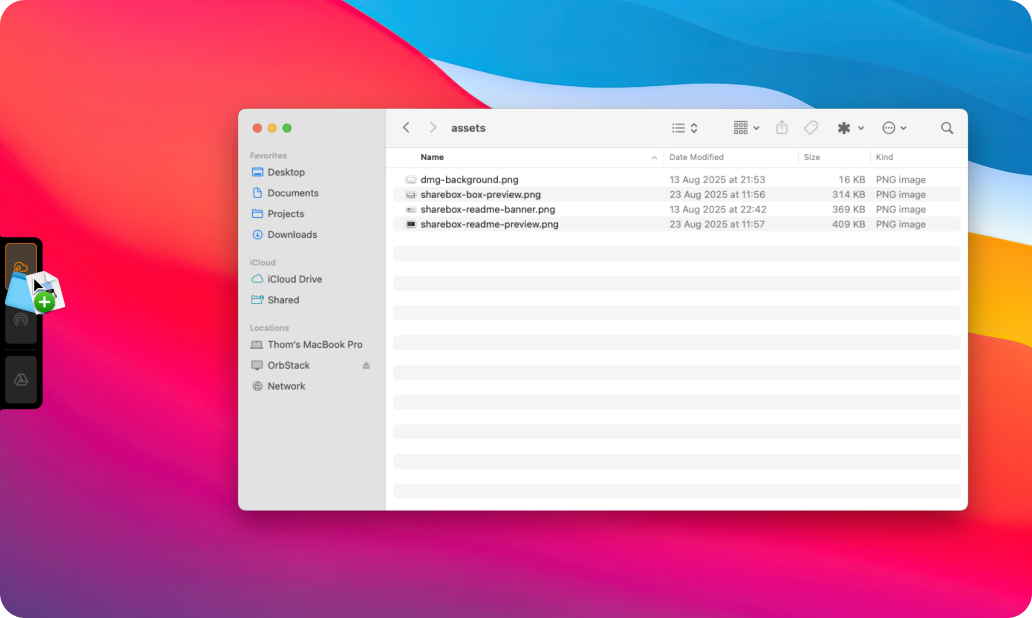 assets
Favorites
Desktop
Documents
Projects
Downloads
iCloud
iCloud Drive
Shared
Locations
Thom's MacBook Pro
OrbStack
Network
Name Date Modified Size Kind
dmg-background.png 13 Aug 2025 at 21:53 16 KB PNG image
sharebox-box-preview.png 23 Aug 2025 at 11:56 314 KB PNG image
sharebox-readme-banner.png 13 Aug 2025 at 22:42 369 KB PNG image
sharebox-readme-preview.png 23 Aug 2025 at 11:57 409 KB PNG image